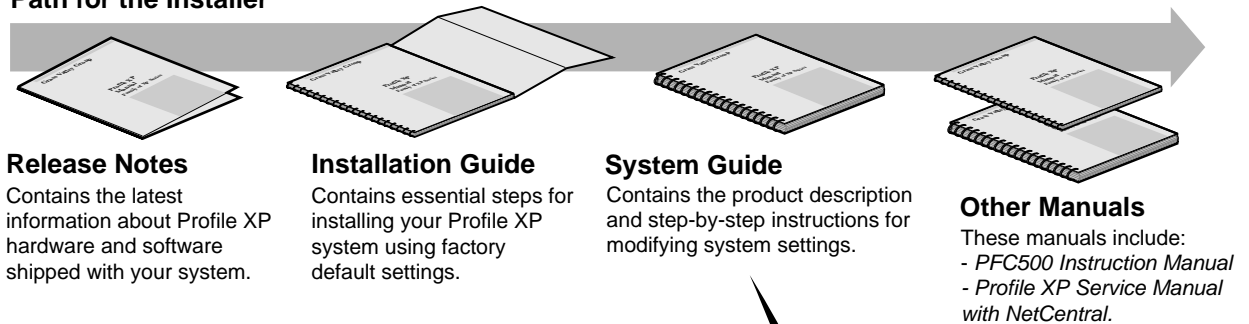 Path for the Installer
Release Notes
Contains the latest
information about Profile XP
hardware and software
shipped with your system.
Installation Guide
Contains essential steps for
installing your Profile XP
system using factory
default settings.
System Guide
Contains the product description
and step-by-step instructions for
modifying system settings.
Other Manuals
These manuals include:
- PFC500 Instruction Manual
- Profile XP Service Manual
with NetCentral.